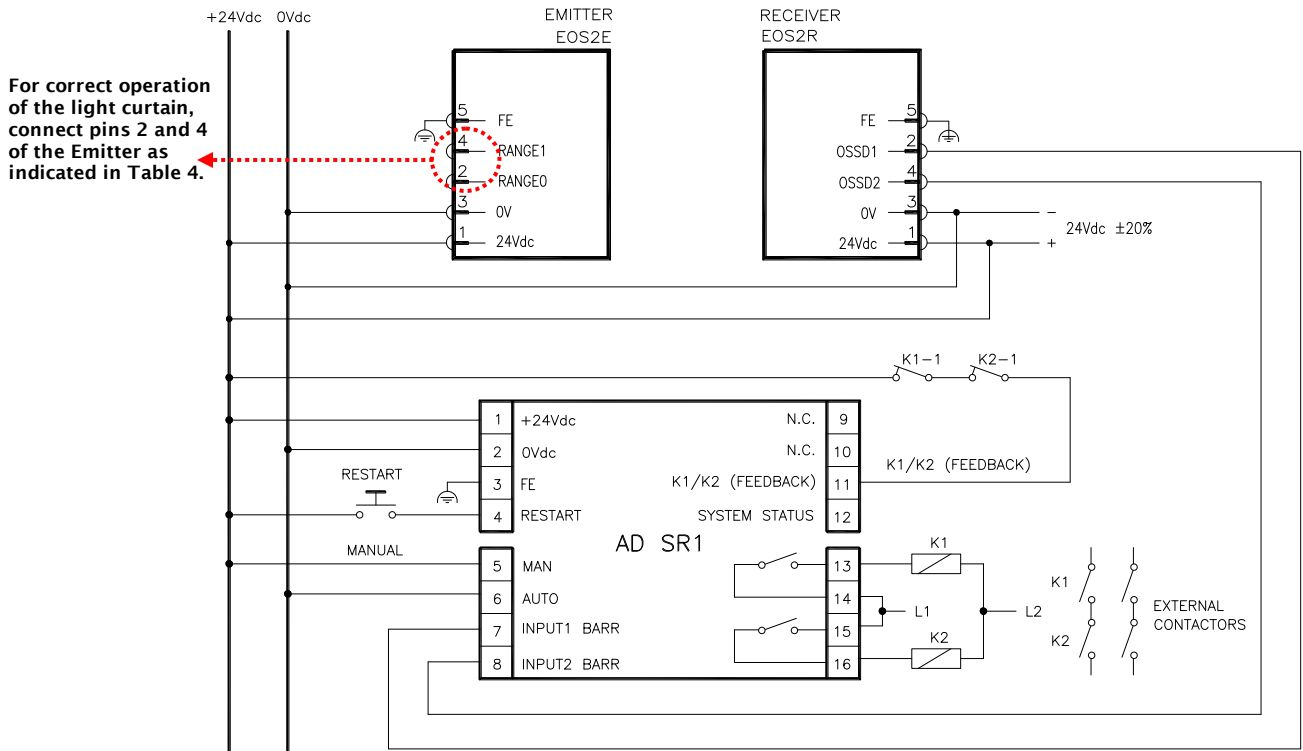 +24Vdc 0Vdc
EMITTER
EOS2E
RECEIVER
EOS2R
For correct operation
of the light curtain,
connect pins 2 and 4
of the Emitter as
indicated in Table 4.
5 FE
4 RANGE1
2 RANGE0
3 0V
1 24Vdc
FE 5
OSSD1 2
OSSD2 4
0V 3
24Vdc 1
−
24Vdc ±20%
+
K1-1 K2-1
1 +24Vdc
2 0Vdc
3 FE
4 RESTART
N.C. 9
N.C. 10
K1/K2 (FEEDBACK) 11
SYSTEM STATUS 12
K1/K2 (FEEDBACK)
RESTART
MANUAL
AD SR1
5 MAN
6 AUTO
7 INPUT1 BARR
8 INPUT2 BARR
13
14
15
16
K1
L1
L2
K2
K1
K2
EXTERNAL
CONTACTORS